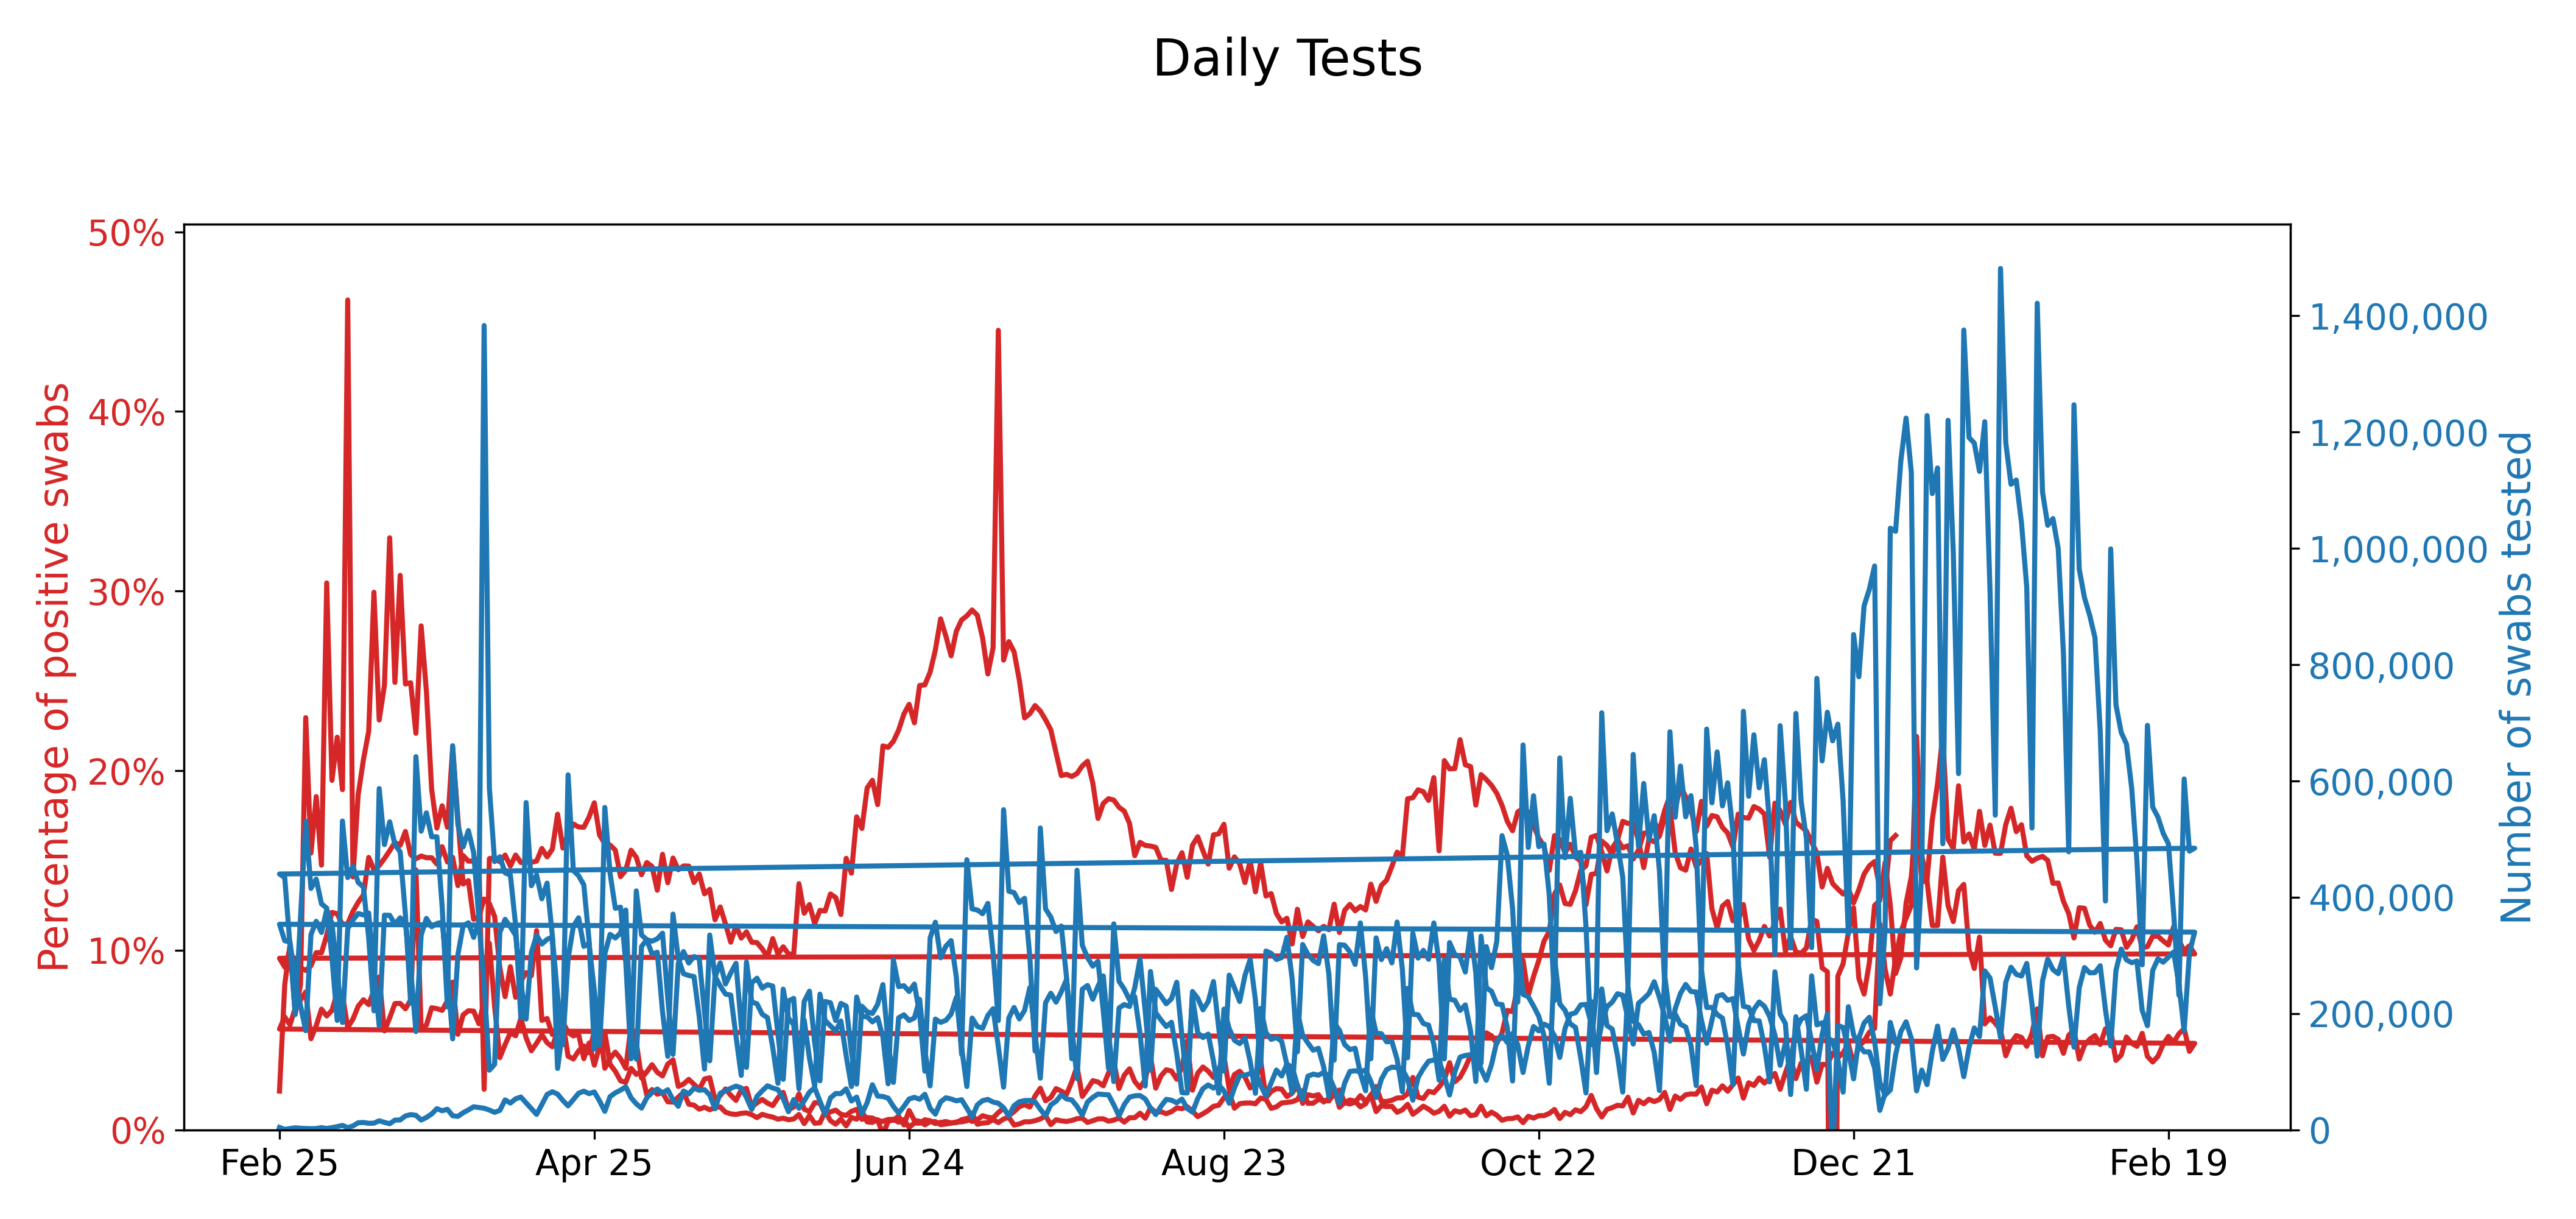 Daily Tests
Percentage of positive swabs
50%
40%
30%
20%
10%
0%
1,400,000
1,200,000
1,000,000
800,000
600,000
400,000
200,000
0
Number of swabs tested
Feb 25
Apr 25
Jun 24
Aug 23
Oct 22
Dec 21
Feb 19